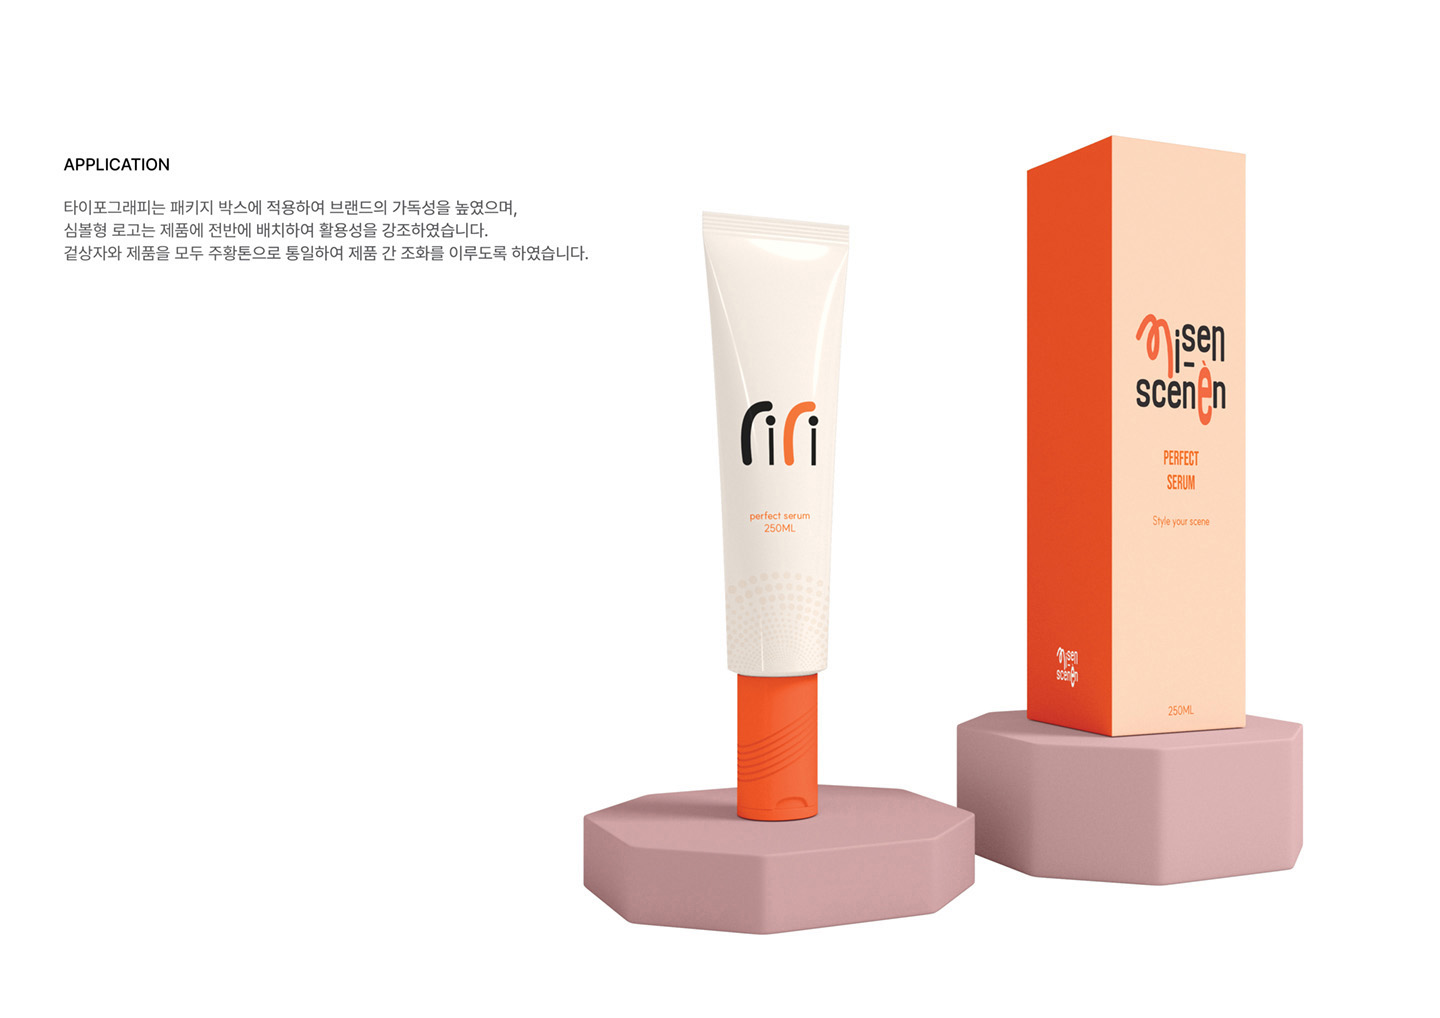 APPLICATION
타이포그래피는 패키지 박스에 적용하여 브랜드의 가독성을 높였으며,
심볼형 로고는 제품에 전반에 배치하여 활용성을 강조하였습니다.
겉상자와 제품을 모두 주황톤으로 통일하여 제품 간 조화를 이루도록 하였습니다.
riri
perfect serum
250ML
misen
scenèn
PERFECT
SERUM
Style your scene
misen
scenèn
250ML